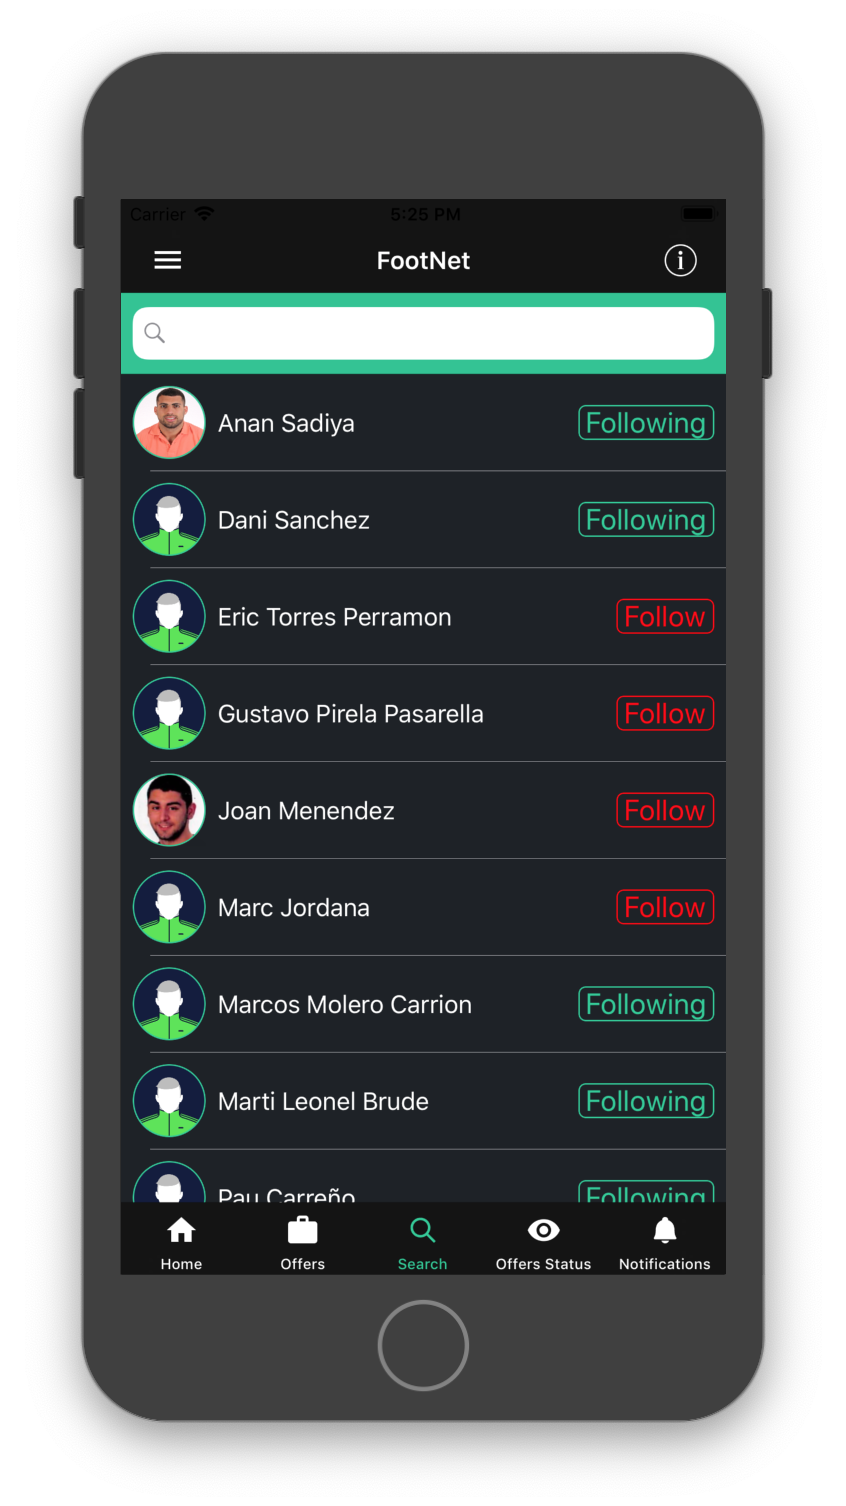 Carrier 5:25 PM
FootNet
Anan Sadiya Following
Dani Sanchez Following
Eric Torres Perramon Follow
Gustavo Pirela Pasarella Follow
Joan Menendez Follow
Marc Jordana Follow
Marcos Molero Carrion Following
Marti Leonel Brude Following
Pau Carreño Following
Home Offers Search Offers Status Notifications